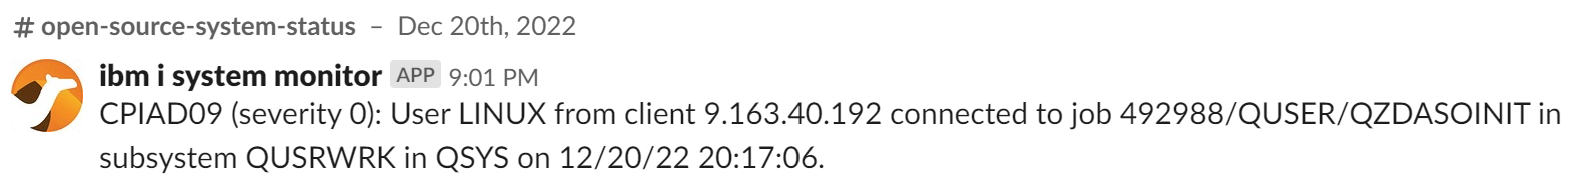 # open-source-system-status – Dec 20th, 2022
ibm i system monitor APP 9:01 PM
CPIAD09 (severity 0): User LINUX from client 9.163.40.192 connected to job 492988/QUSER/QZDASOINIT in
subsystem QUSRWRK in QSYS on 12/20/22 20:17:06.